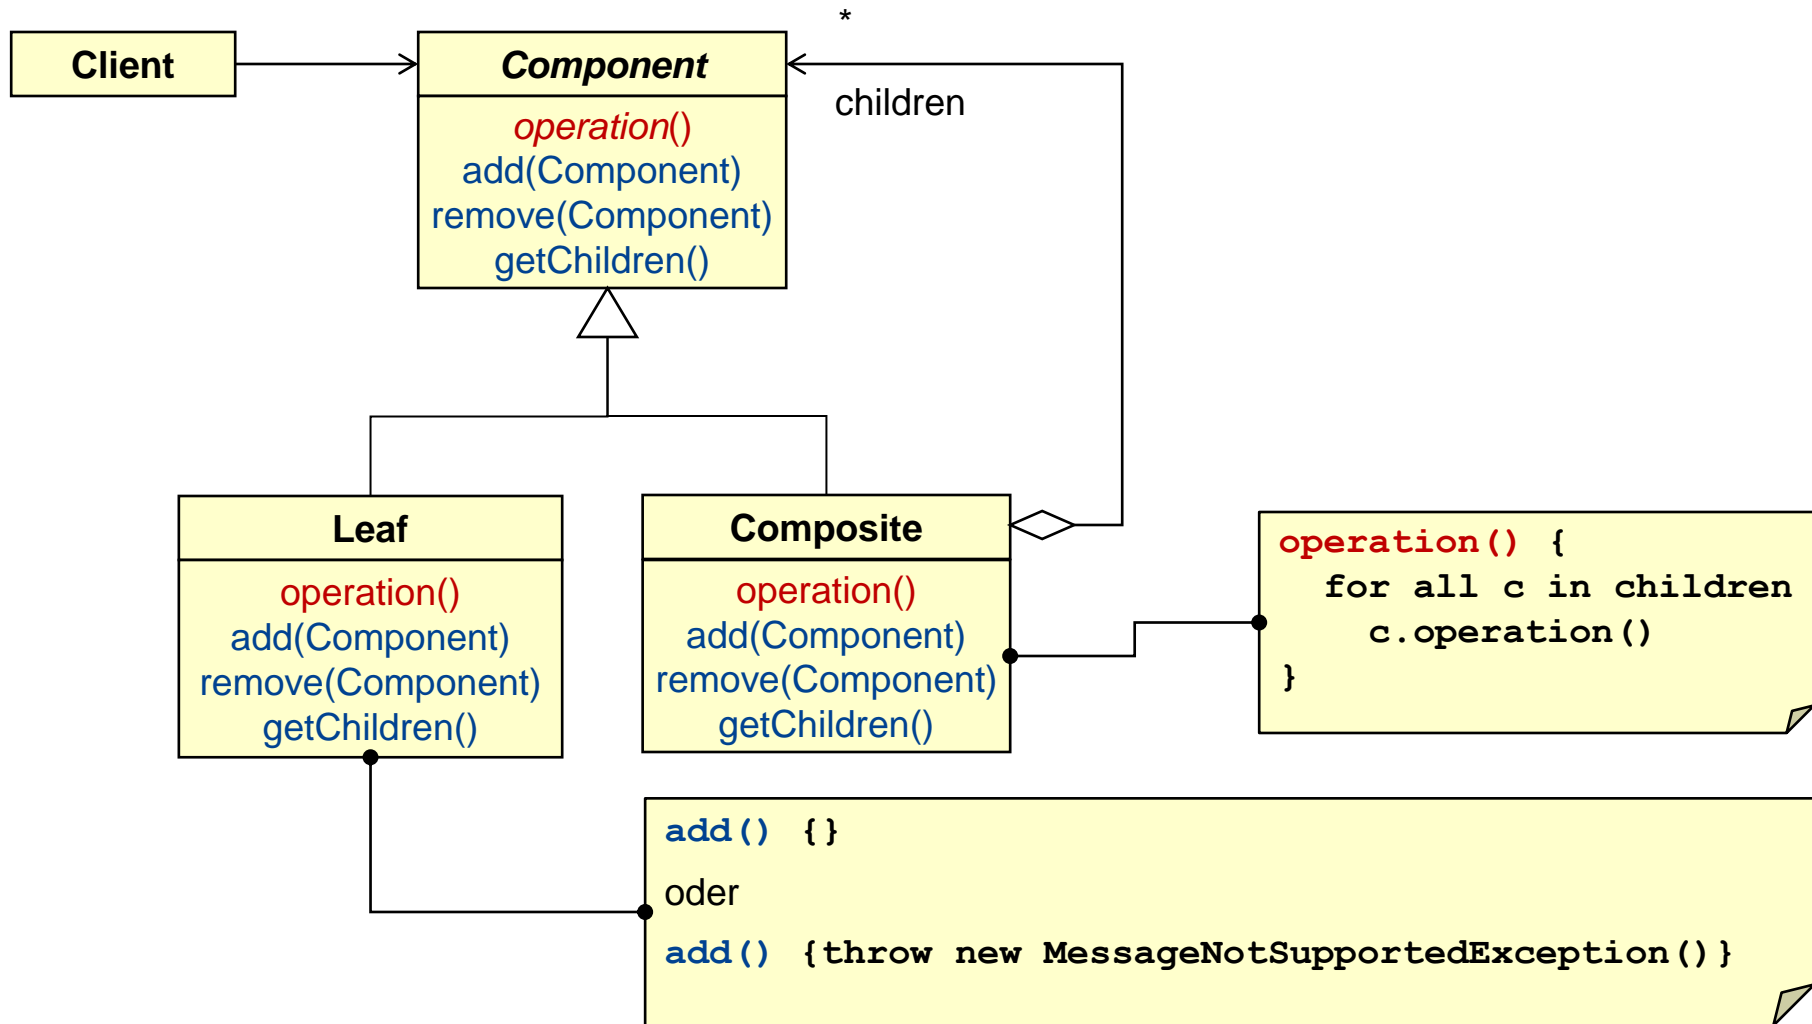 *
Client
Component
children
operation()
add(Component)
remove(Component)
getChildren()
Leaf
operation()
add(Component)
remove(Component)
getChildren()
Composite
operation()
add(Component)
remove(Component)
getChildren()
operation() {
for all c in children
c.operation()
}
add() {}
oder
add() {throw new MessageNotSupportedException()}